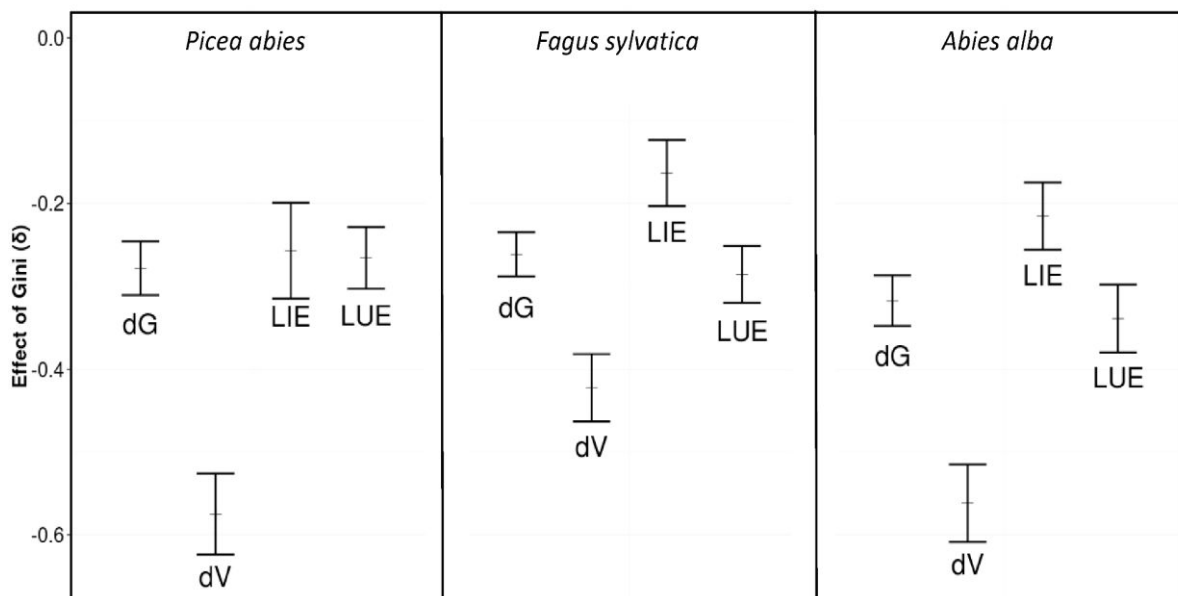 Picea abies
Fagus sylvatica
Abies alba
Effect of Gini (δ)
0.0
-0.2
-0.4
-0.6
dG
dV
LIE
LUE
dG
dV
LIE
LUE
dG
dV
LIE
LUE